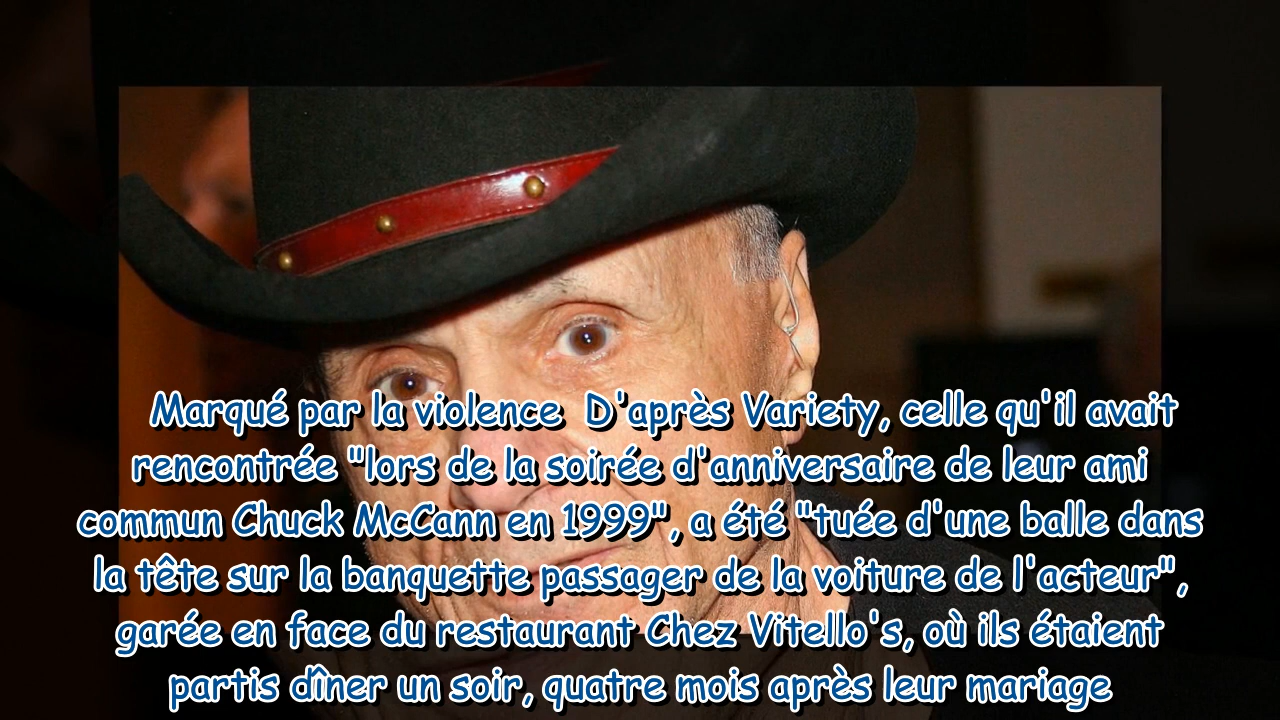 Marqué par la violence  D'après Variety, celle qu'il avait
rencontrée "lors de la soirée d'anniversaire de leur ami
commun Chuck McCann en 1999", a été "tuée d'une balle dans
la tête sur la banquette passager de la voiture de l'acteur",
garée en face du restaurant Chez Vitello's, où ils étaient
partis dîner un soir, quatre mois après leur mariage